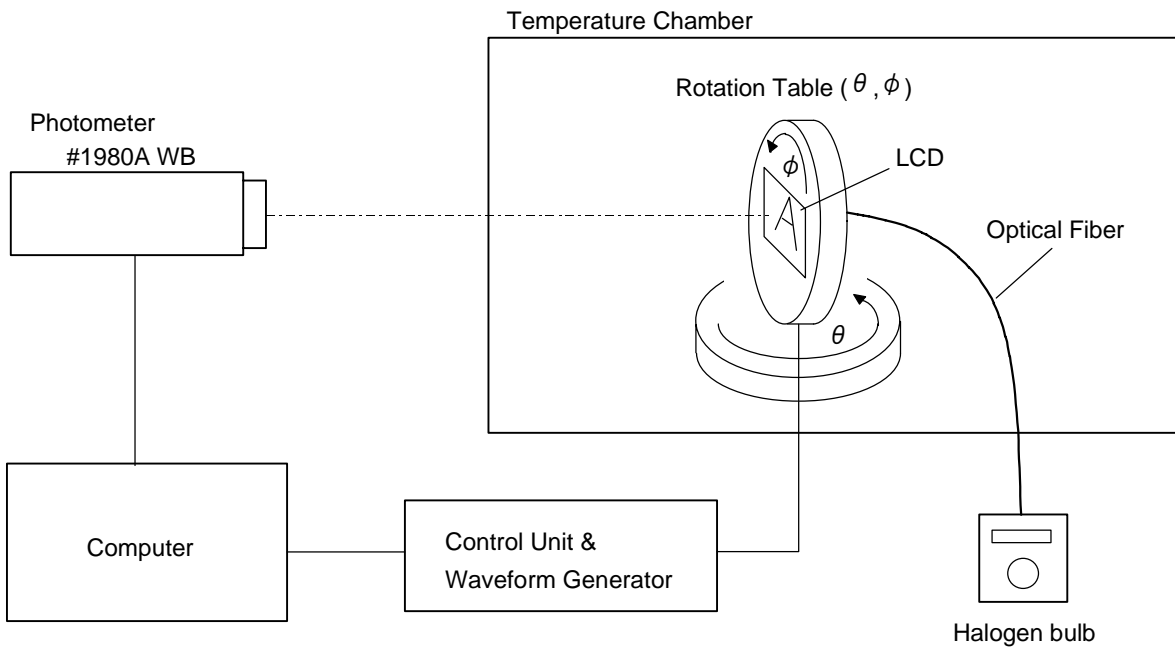 Temperature Chamber
Rotation Table ( θ , ϕ )
Photometer
#1980A WB
ϕ
LCD
A
Optical Fiber
θ
Computer
Control Unit &
Waveform Generator
Halogen bulb